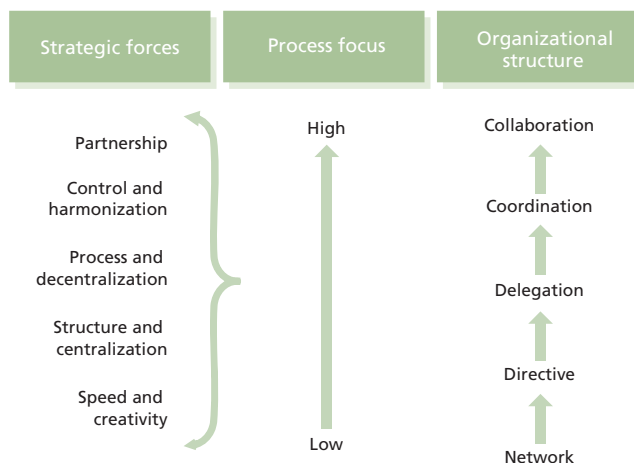 Strategic forces
Process focus
Organizational
structure
Partnership
Control and
harmonization
Process and
decentralization
Structure and
centralization
Speed and
creativity
High
Low
Collaboration
Coordination
Delegation
Directive
Network